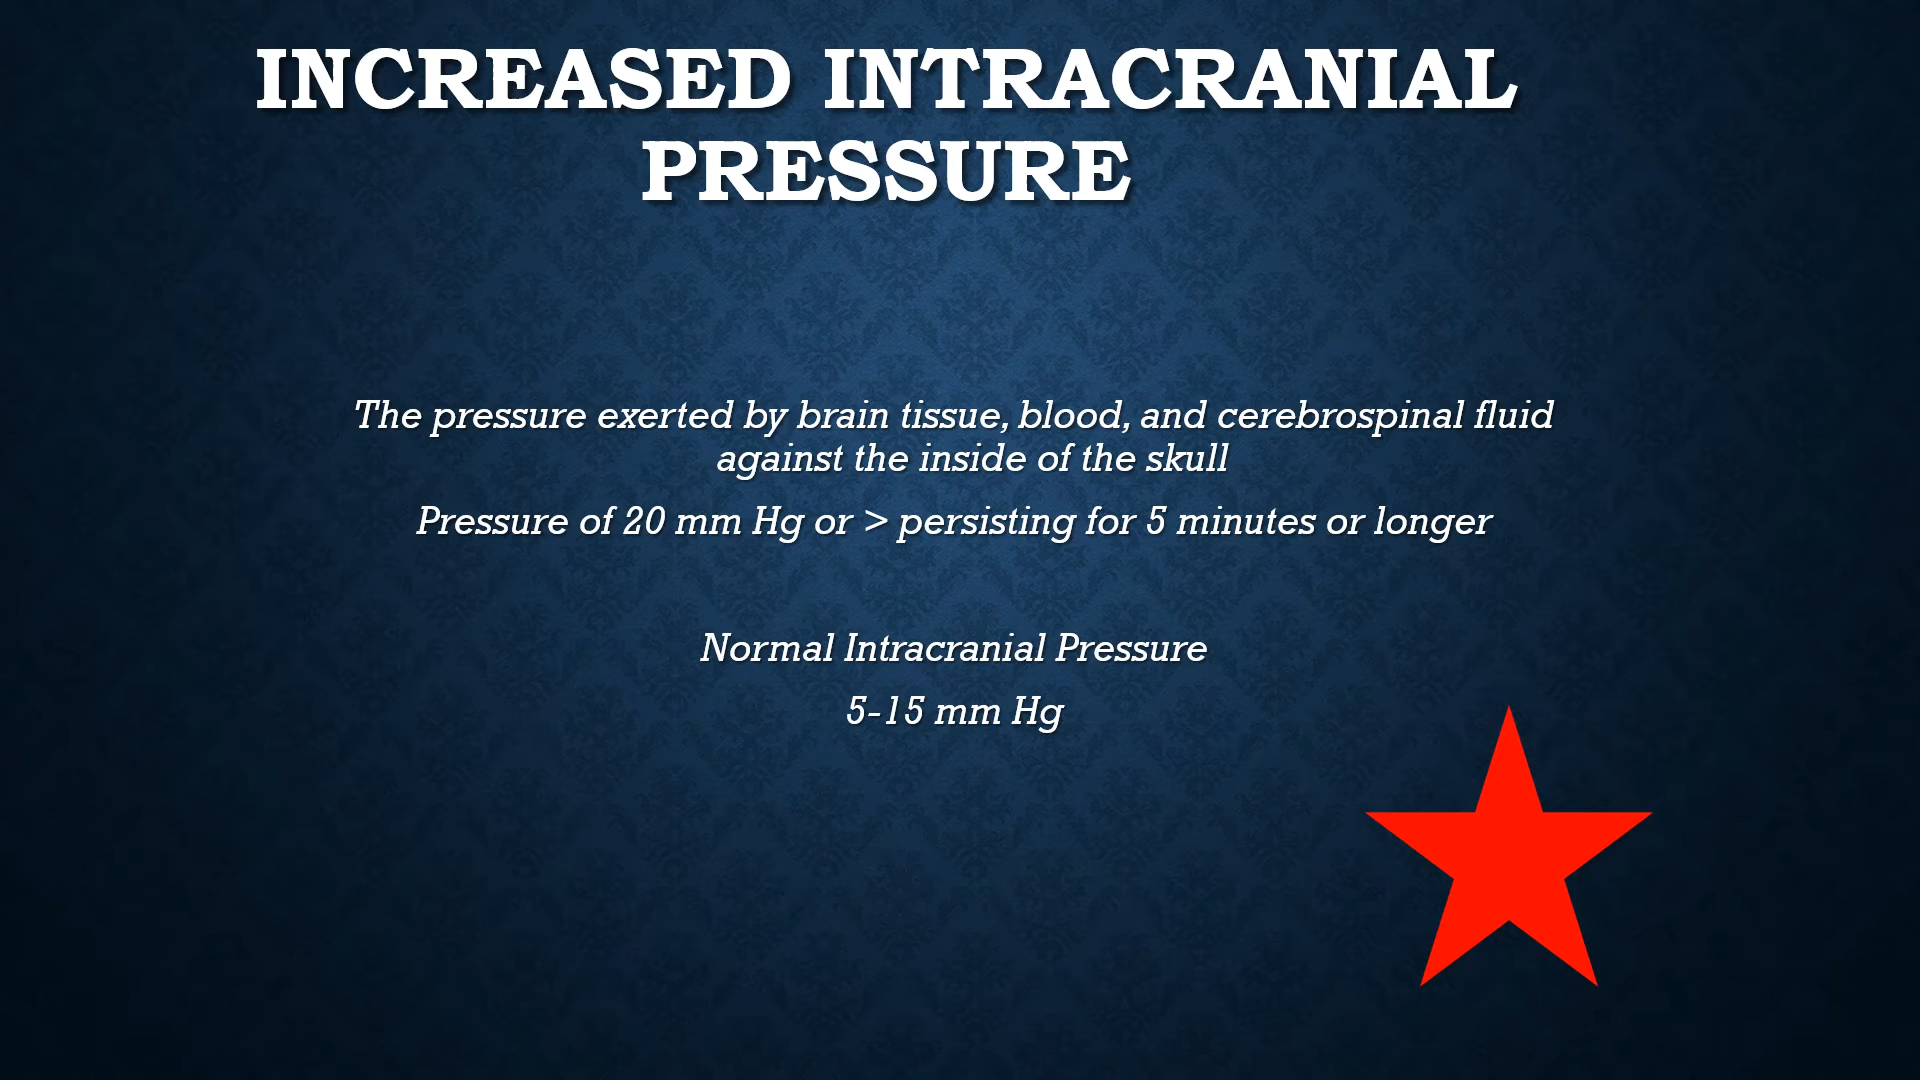 INCREASED INTRACRANIAL
PRESSURE
The pressure exerted by brain tissue, blood, and cerebrospinal fluid
against the inside of the skull
Pressure of 20 mm Hg or > persisting for 5 minutes or longer
Normal Intracranial Pressure
5-15 mm Hg